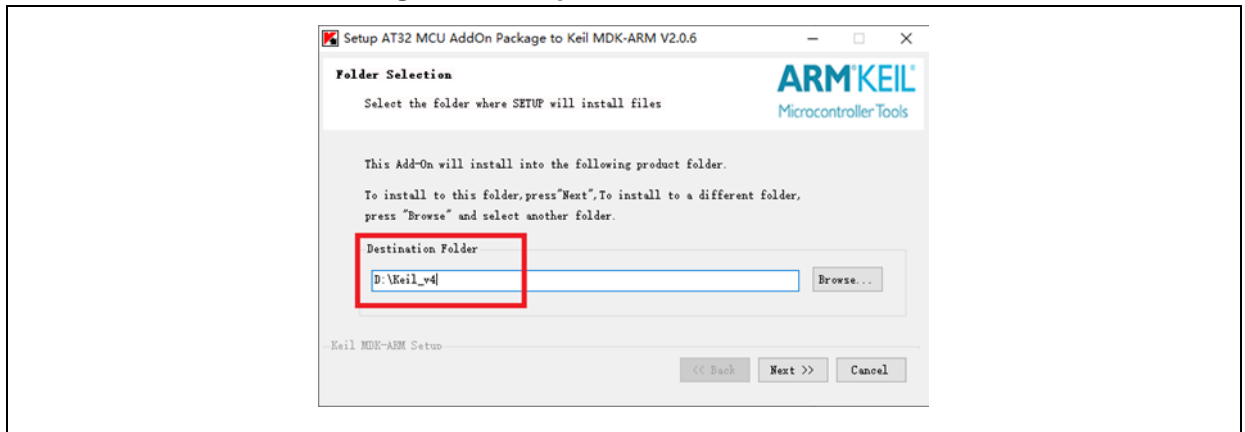 Setup AT32 MCU AddOn Package to Keil MDK-ARM V2.0.6
Folder Selection
Select the folder where SETUP will install files
ARM®KEIL®
Microcontroller Tools
This Add-On will install into the following product folder.
To install to this folder,press"Next",To install to a different folder,
press "Browse" and select another folder.
Destination Folder
D:\Keil_v4
Browse...
Keil MDK-ARM Setup
<< Back
Next >>
Cancel